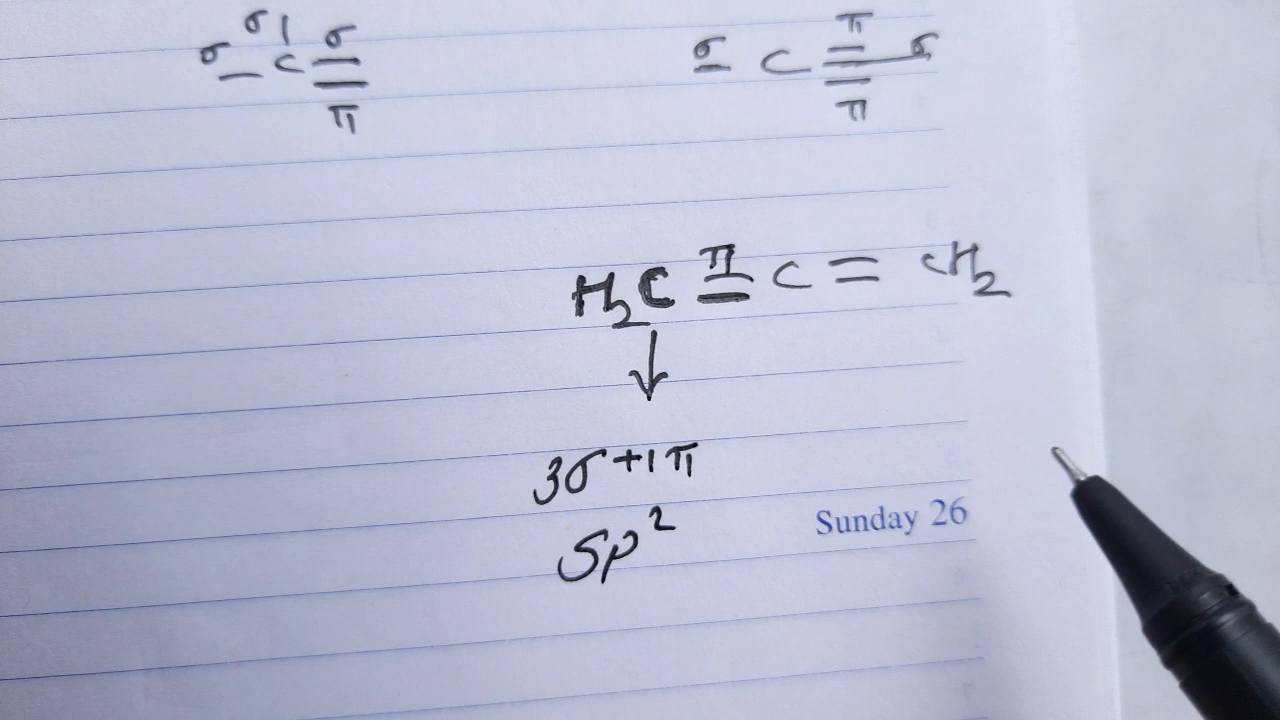 σ σ
σ – C =
π
π
σ – C ≡ σ
π
H₂C =π C = CH₂
↓
3σ+1π
Sp²
Sunday 26